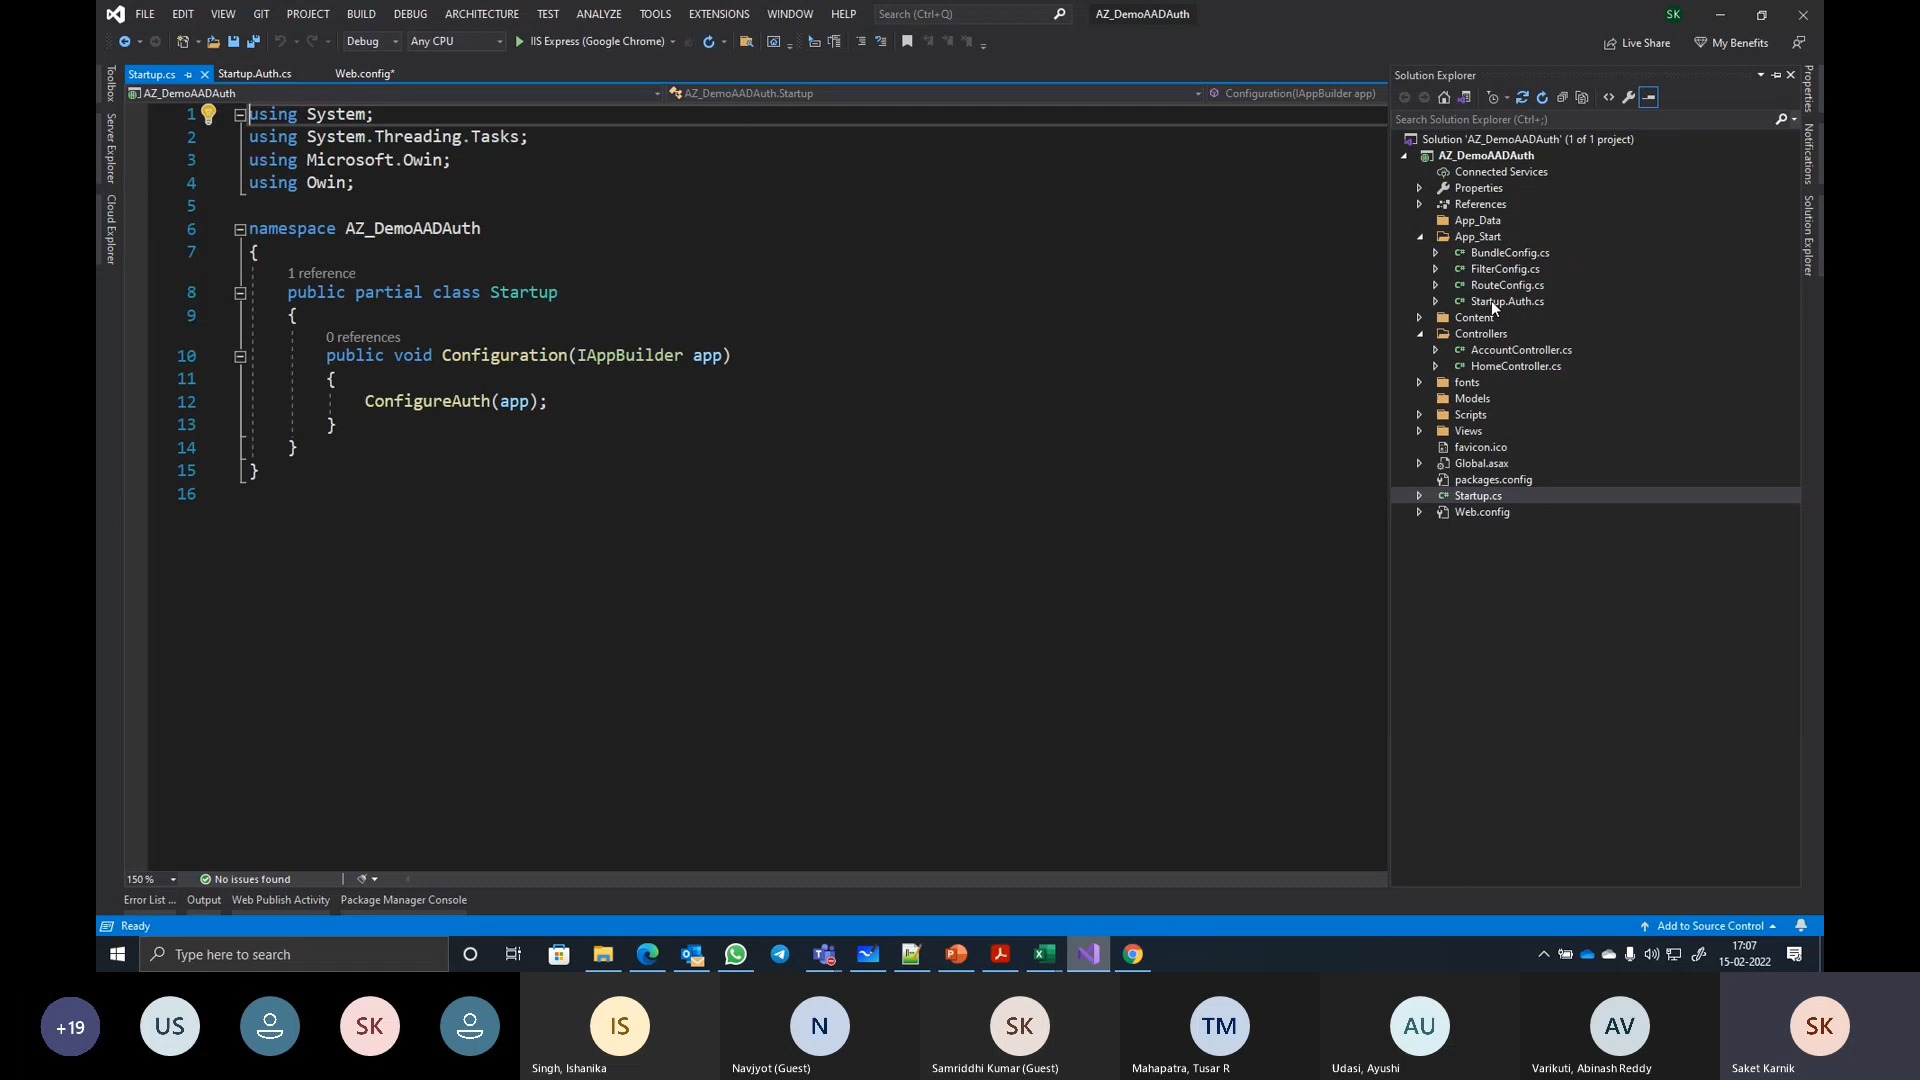 FILE EDIT VIEW GIT PROJECT BUILD DEBUG ARCHITECTURE TEST ANALYZE TOOLS EXTENSIONS WINDOW HELP Search (Ctrl+Q) AZ_DemoAADAuth SK
Debug Any CPU IIS Express (Google Chrome) Live Share My Benefits
Startup.cs Startup.Auth.cs Web.config*
AZ_DemoAADAuth AZ_DemoAADAuth.Startup Configuration(IAppBuilder app)
Toolbox
Server Explorer
Cloud Explorer
1 using System;
2 using System.Threading.Tasks;
3 using Microsoft.Owin;
4 using Owin;
5
6 namespace AZ_DemoAADAuth
7 {
1 reference
8 public partial class Startup
9 {
0 references
10 public void Configuration(IAppBuilder app)
11 {
12 ConfigureAuth(app);
13 }
14 }
15 }
16
150 % No issues found
Error List ... Output Web Publish Activity Package Manager Console
Solution Explorer
Search Solution Explorer (Ctrl+;)
Solution 'AZ_DemoAADAuth' (1 of 1 project)
AZ_DemoAADAuth
Connected Services
Properties
References
App_Data
App_Start
BundleConfig.cs
FilterConfig.cs
RouteConfig.cs
Startup.Auth.cs
Content
Controllers
AccountController.cs
HomeController.cs
fonts
Models
Scripts
Views
favicon.ico
Global.asax
packages.config
Startup.cs
Web.config
Properties
Notifications
Solution Explorer
Ready Add to Source Control
Type here to search 17:07
15-02-2022
+19 US SK IS N SK TM AU AV SK
Singh, Ishanika Navjyot (Guest) Samriddhi Kumar (Guest) Mahapatra, Tusar R Udasi, Ayushi Varikuti, Abinash Reddy Saket Karnik